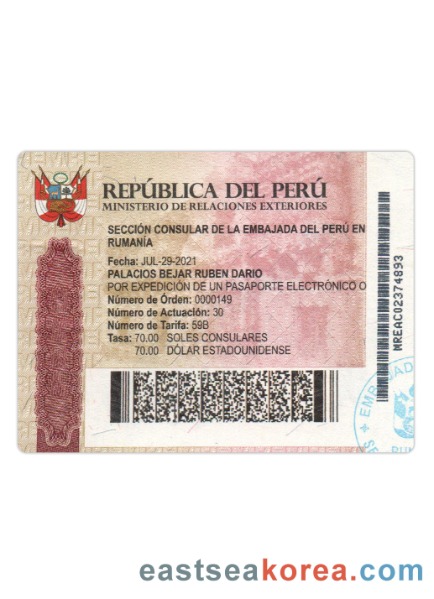 REPÚBLICA DEL PERÚ
MINISTERIO DE RELACIONES EXTERIORES
SECCIÓN CONSULAR DE LA EMBAJADA DEL PERÚ EN
RUMANÍA
Fecha: JUL-29-2021
PALACIOS BEJAR RUBEN DARIO
POR EXPEDICIÓN DE UN PASAPORTE ELECTRÓNICO O
Número de Órden: 0000149
Número de Actuación: 30
Número de Tarifa: 59B
Tasa: 70.00 SOLES CONSULARES
70.00 DÓLAR ESTADOUNIDENSE
MREAC02374893
EMBAJAD
eastseakorea.com